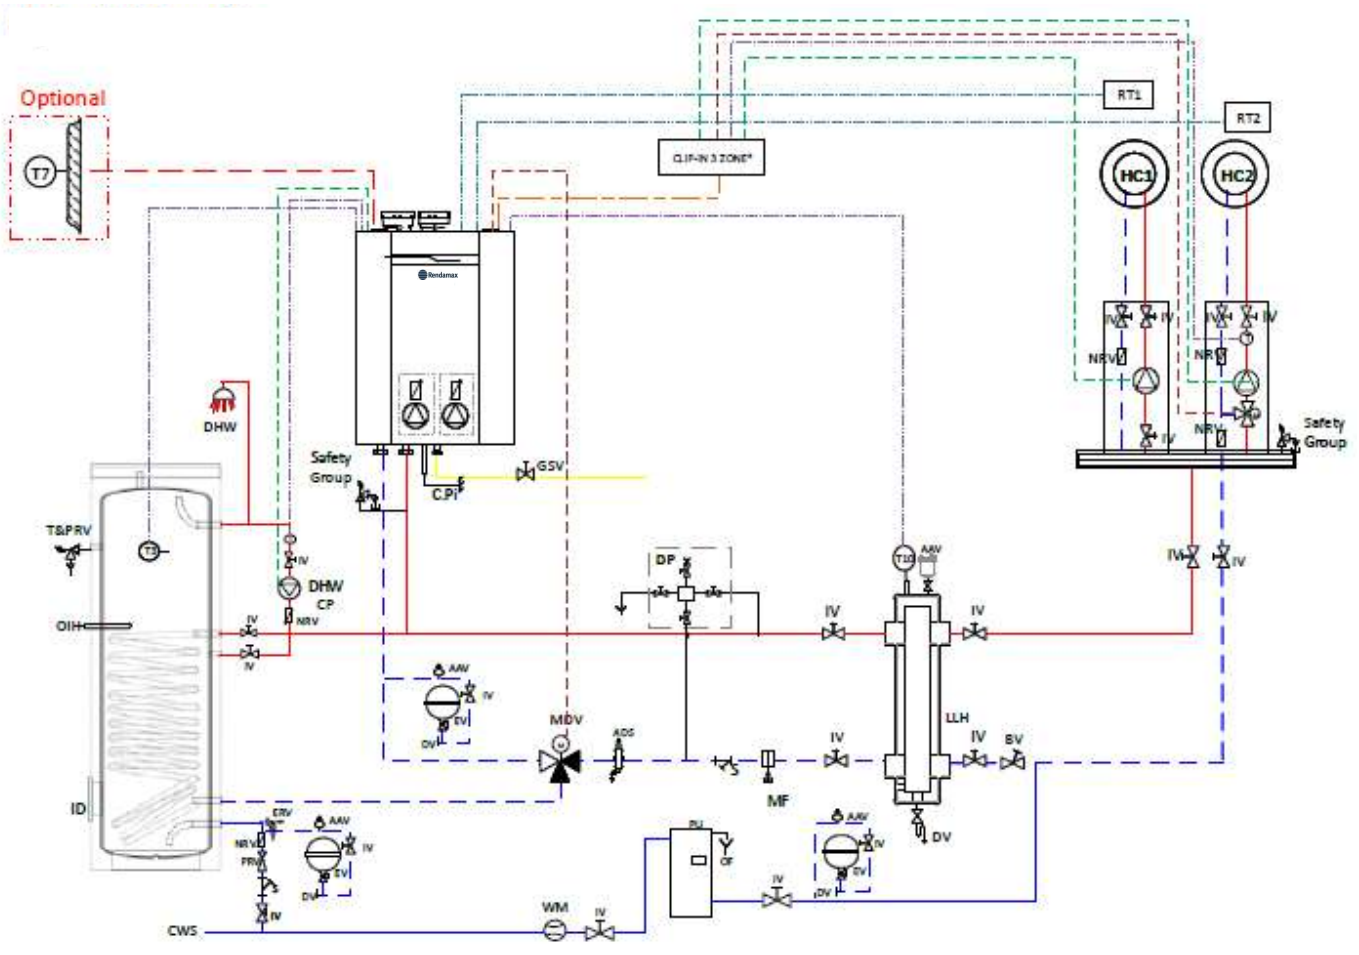 Optional
T7
RT1
RT2
CLIP-IN 3 ZONE*
HC1
HC2
Rendamax
IV
IV
IV
IV
NRV
NRV
DHW
IV
NRV
Safety
Group
Safety
Group
GSV
C.Pi
T&PRV
T3
IV
DHW
CP
NRV
DP
T10
AAV
IV
IV
OIH
IV
IV
IV
IV
AAV
IV
EV
DV
MDV
ADS
S
MF
IV
LLH
IV
BV
ID
ERV
AAV
NRV
IV
PRV
EV
S
DV
IV
PU
OF
AAV
IV
EV
DV
DV
IV
CWS
WM
IV